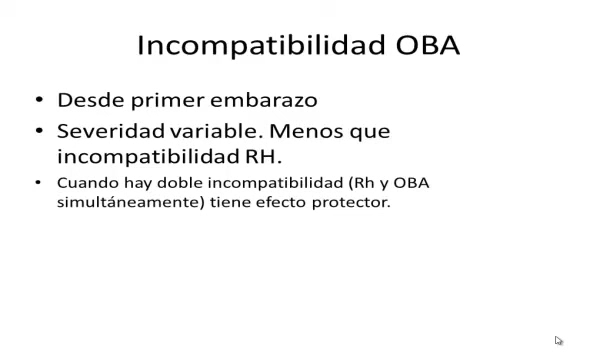 Incompatibilidad OBA
• Desde primer embarazo
• Severidad variable. Menos que
incompatibilidad RH.
• Cuando hay doble incompatibilidad (Rh y OBA
simultáneamente) tiene efecto protector.